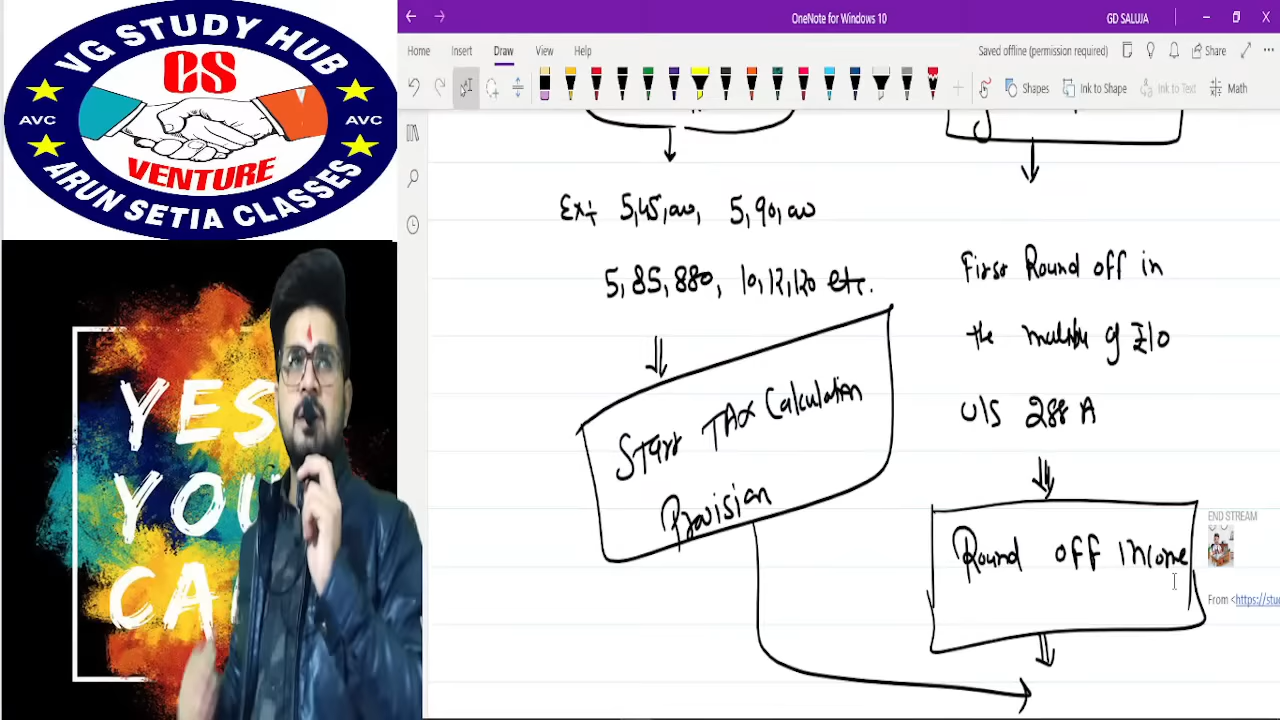 VG STUDY HUB
CS
AVC
AVC
VENTURE
ARUN SETIA CLASSES
YES
YOU
CA
OneNote for Windows 10
GD SALUJA
Home
Insert
Draw
View
Help
Saved offline (permission required)
Share
Shapes
Ink to Shape
Ink to Text
Math
Ex:- 5,45,000, 5,90,000
5,85,880, 10,12,120 etc.
Start TAX Calculation
Provision
First Round off in
the multiple of ₹10
U/S 288 A
Round off income
END STREAM
From <https://stu